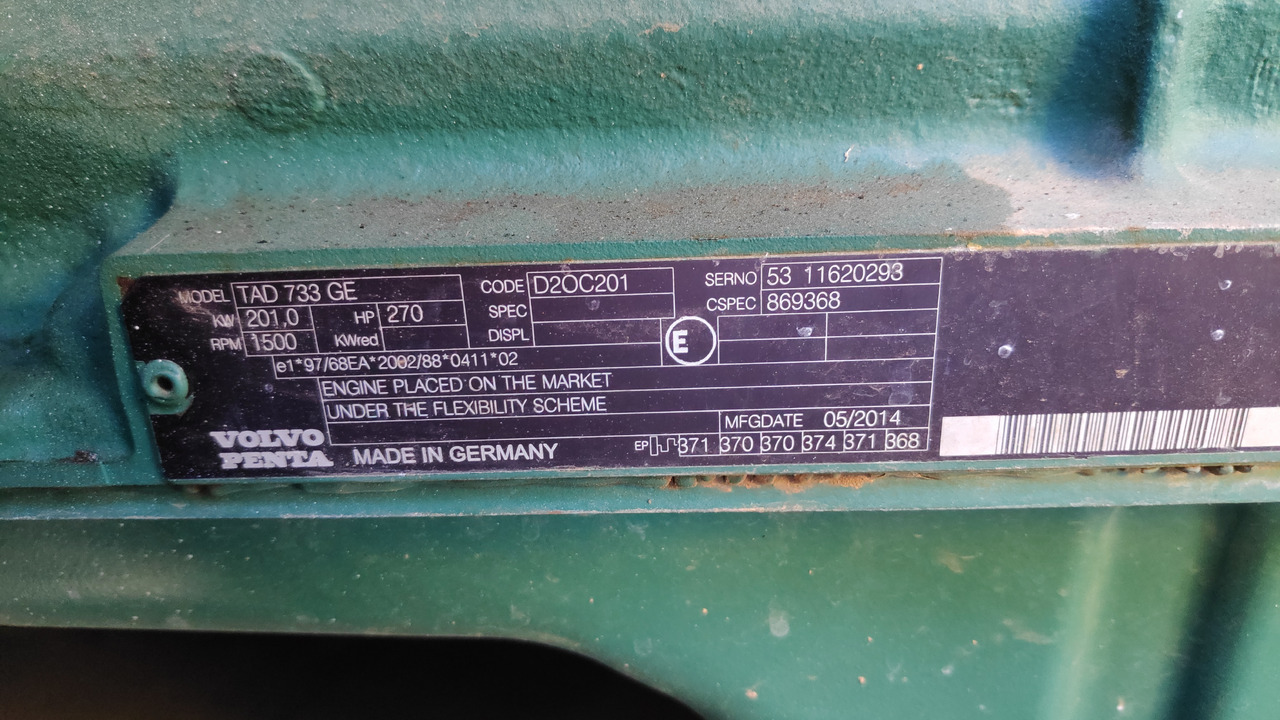 MODEL TAD 733 GE CODE D2OC201 SERNO 53 11620293
KW 201,0 HP 270 SPEC CSPEC 869368
RPM 1500 KWred DISPL E
e1*97/68EA*2002/88*0411*02
ENGINE PLACED ON THE MARKET
UNDER THE FLEXIBILITY SCHEME
MFGDATE 05/2014
VOLVO
PENTA MADE IN GERMANY EP 371 370 370 374 371 368